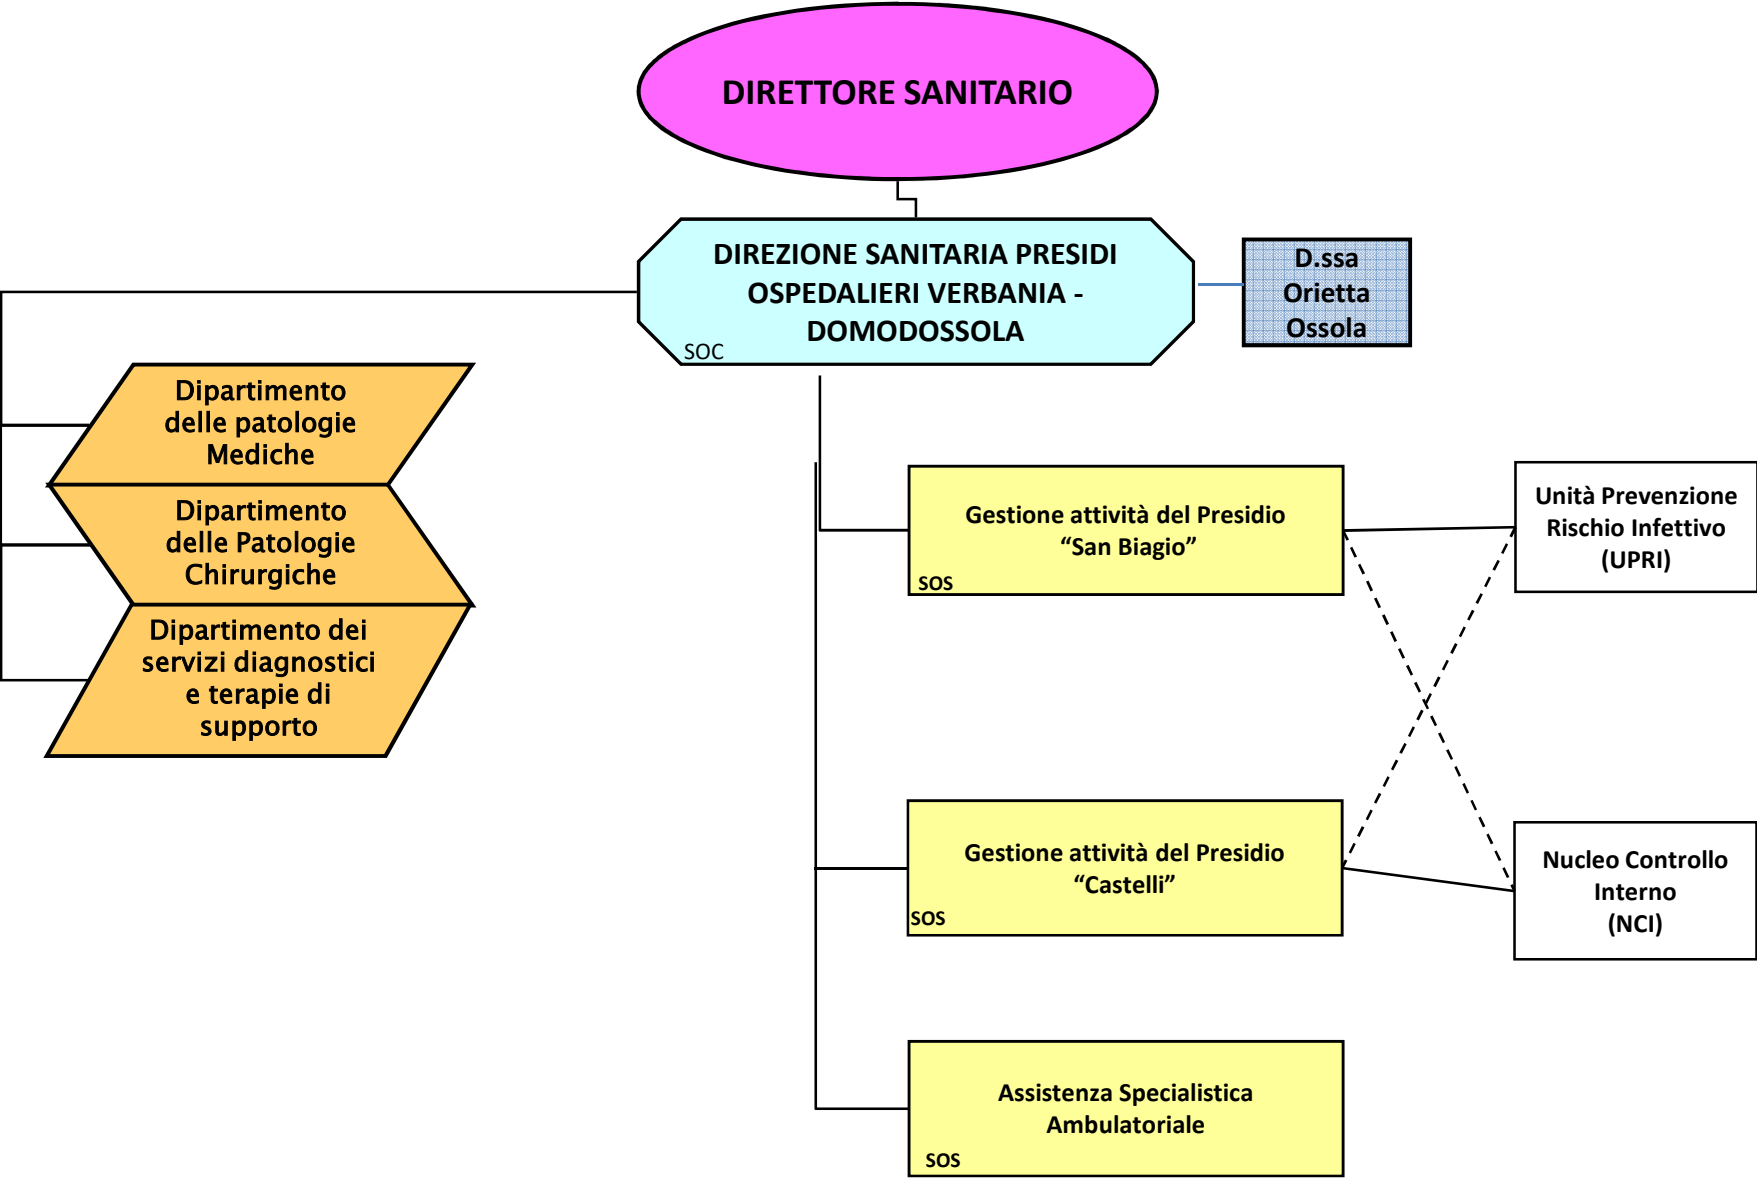 DIRETTORE SANITARIO
DIREZIONE SANITARIA PRESIDI
OSPEDALIERI VERBANIA -
DOMODOSSOLA
SOC
D.ssa
Orietta
Ossola
Dipartimento
delle patologie
Mediche
Dipartimento
delle Patologie
Chirurgiche
Dipartimento dei
servizi diagnostici
e terapie di
supporto
Gestione attività del Presidio
“San Biagio”
SOS
Unità Prevenzione
Rischio Infettivo
(UPRI)
Gestione attività del Presidio
“Castelli”
SOS
Nucleo Controllo
Interno
(NCI)
Assistenza Specialistica
Ambulatoriale
SOS